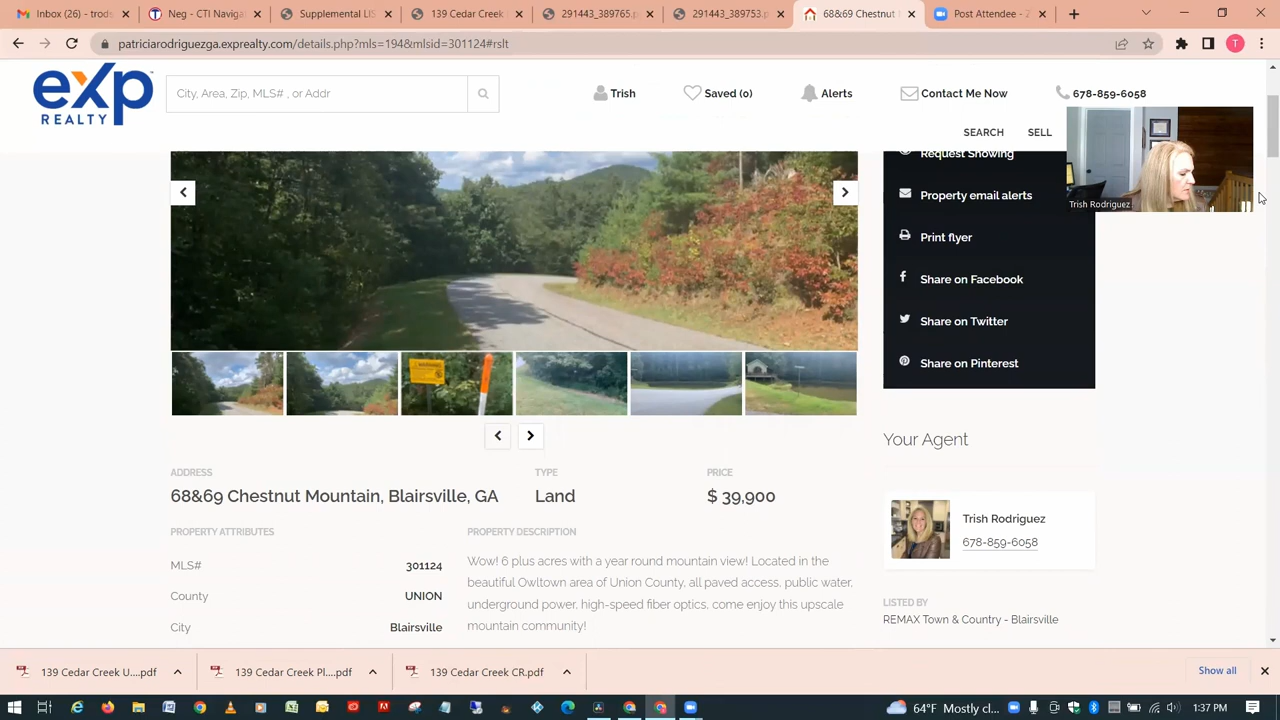 Inbox (26) - trods
Neg - CTI Navigat
Supplemental LIS
139 Cedar Creek
291443_389765.p
291443_389753.p
68&69 Chestnut M
Post Attendee - Z
patriciarodriguezga.exprealty.com/details.php?mls=194&mlsid=301124#rslt
T
eXp
REALTY
City, Area, Zip, MLS# , or Addr
Trish
Saved (0)
Alerts
Contact Me Now
678-859-6058
SEARCH
SELL
Trish Rodriguez
Request Showing
Property email alerts
Print flyer
Share on Facebook
Share on Twitter
Share on Pinterest
WARNING
ADDRESS
TYPE
PRICE
68&69 Chestnut Mountain, Blairsville, GA
Land
$ 39,900
PROPERTY ATTRIBUTES
MLS#
301124
County
UNION
City
Blairsville
PROPERTY DESCRIPTION
Wow! 6 plus acres with a year round mountain view! Located in the
beautiful Owltown area of Union County, all paved access, public water,
underground power, high-speed fiber optics, come enjoy this upscale
mountain community!
Your Agent
Trish Rodriguez
678-859-6058
LISTED BY
REMAX Town & Country - Blairsville
139 Cedar Creek U....pdf
139 Cedar Creek Pl....pdf
139 Cedar Creek CR.pdf
Show all
64°F Mostly cl...
1:37 PM